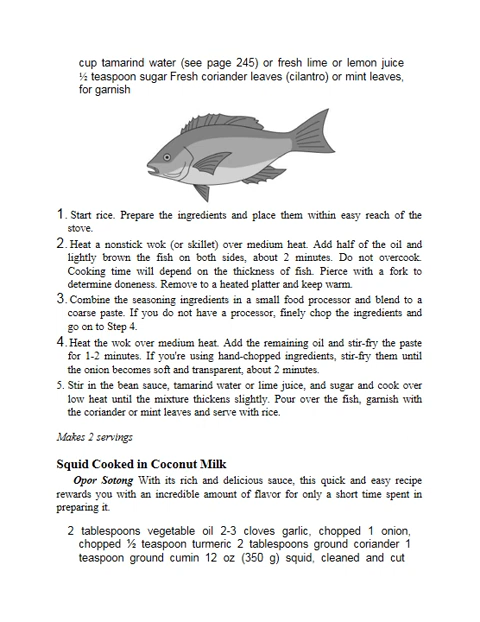 cup tamarind water (see page 245) or fresh lime or lemon juice
½ teaspoon sugar Fresh coriander leaves (cilantro) or mint leaves,
for garnish
1. Start rice. Prepare the ingredients and place them within easy reach of the
stove.
2. Heat a nonstick wok (or skillet) over medium heat. Add half of the oil and
lightly brown the fish on both sides, about 2 minutes. Do not overcook.
Cooking time will depend on the thickness of fish. Pierce with a fork to
determine doneness. Remove to a heated platter and keep warm.
3. Combine the seasoning ingredients in a small food processor and blend to a
coarse paste. If you do not have a processor, finely chop the ingredients and
go on to Step 4.
4. Heat the wok over medium heat. Add the remaining oil and stir-fry the paste
for 1-2 minutes. If you're using hand-chopped ingredients, stir-fry them until
the onion becomes soft and transparent, about 2 minutes.
5. Stir in the bean sauce, tamarind water or lime juice, and sugar and cook over
low heat until the mixture thickens slightly. Pour over the fish, garnish with
the coriander or mint leaves and serve with rice.
Makes 2 servings
Squid Cooked in Coconut Milk
Opor Sotong With its rich and delicious sauce, this quick and easy recipe
rewards you with an incredible amount of flavor for only a short time spent in
preparing it.
2 tablespoons vegetable oil 2-3 cloves garlic, chopped 1 onion,
chopped ½ teaspoon turmeric 2 tablespoons ground coriander 1
teaspoon ground cumin 12 oz (350 g) squid, cleaned and cut